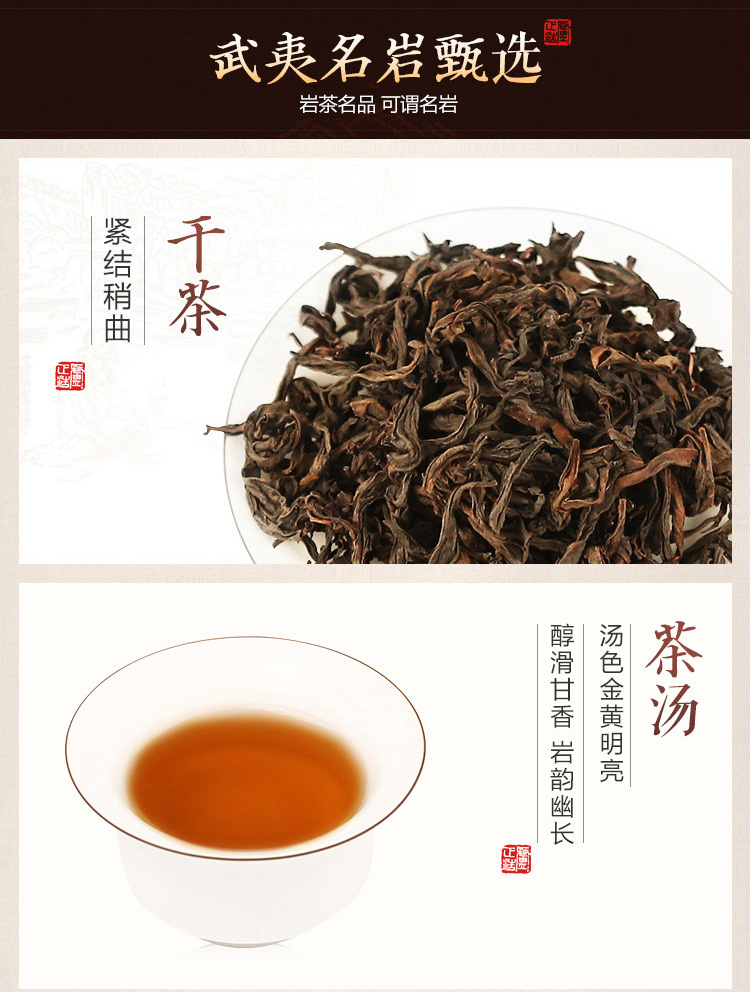 武夷名岩甄选
岩茶名品 可谓名岩
干茶
紧结稍曲
茶汤
汤色金黄明亮
醇滑甘香 岩韵幽长